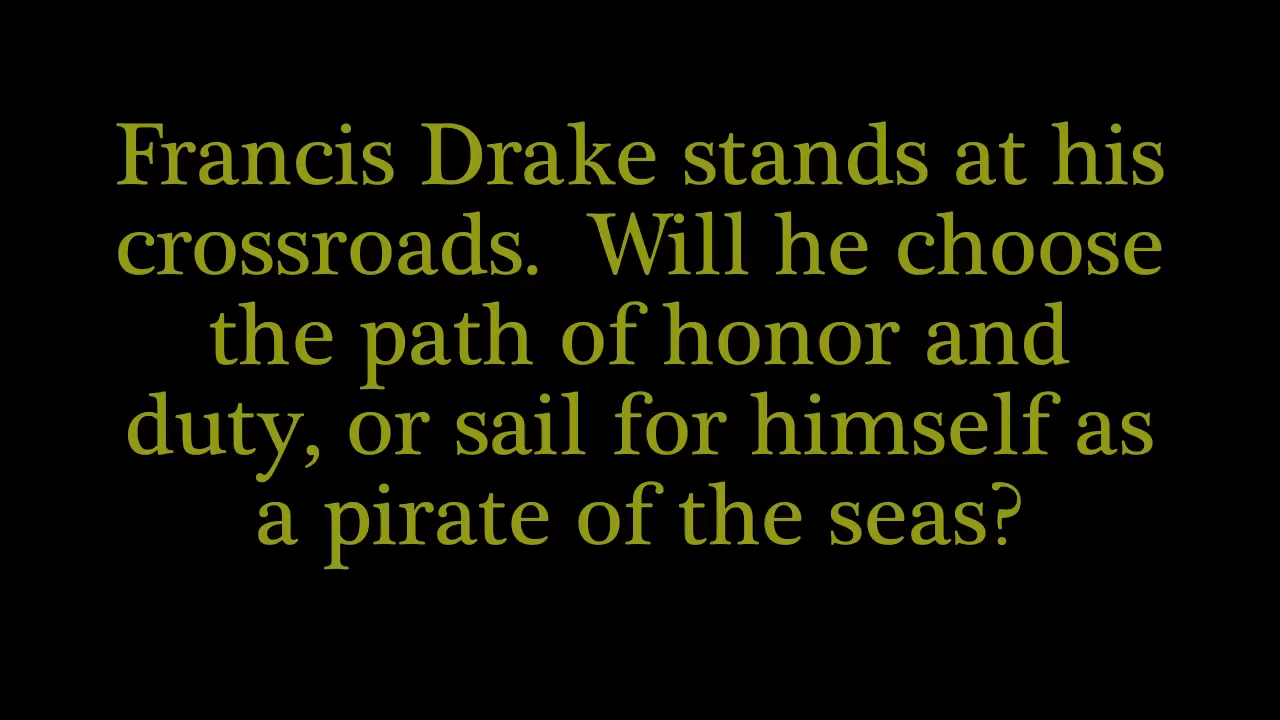 Francis Drake stands at his
crossroads.  Will he choose
the path of honor and
duty, or sail for himself as
a pirate of the seas?